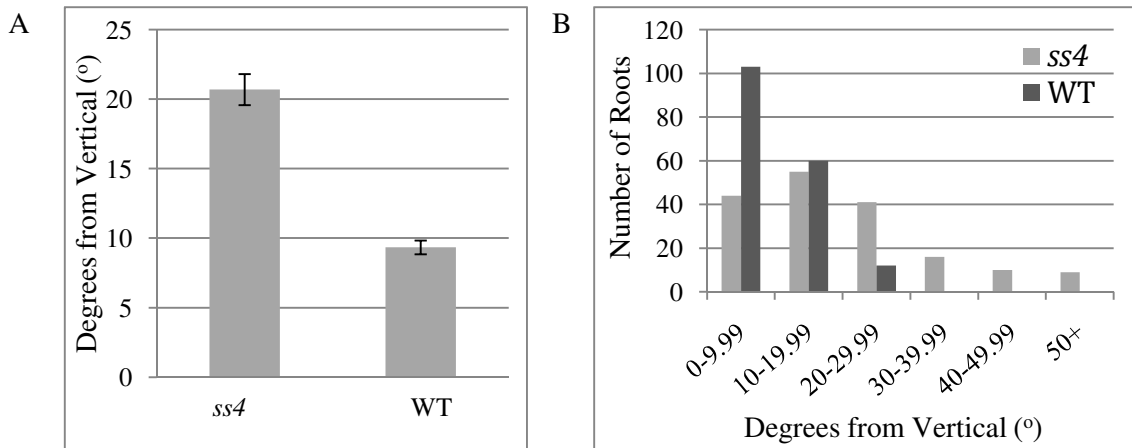 A
Degrees from Vertical (°)
25
20
15
10
5
0
ss4
WT
B
Number of Roots
120
100
80
60
40
20
0
ss4
WT
0-9.99
10-19.99
20-29.99
30-39.99
40-49.99
50+
Degrees from Vertical (°)